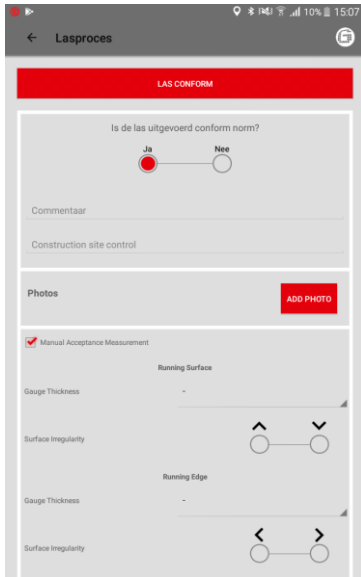 10% 15:07
Lasproces
LAS CONFORM
Is de las uitgevoerd conform norm?
Ja Nee
Commentaar
Construction site control
Photos
ADD PHOTO
Manual Acceptance Measurement
Running Surface
Gauge Thickness -
Surface Irregularity
Running Edge
Gauge Thickness -
Surface Irregularity